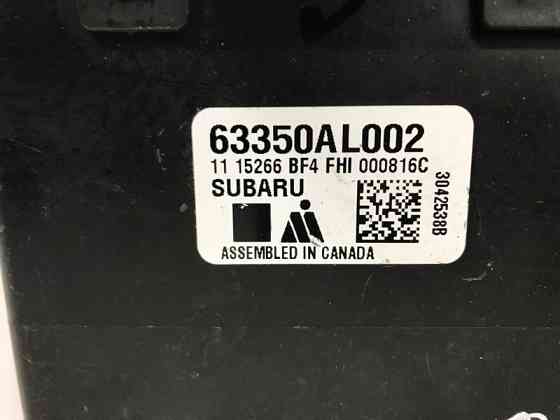 63350AL002
11 15266 BF4 FHI 000816C
SUBARU
3042538B
ASSEMBLED IN CANADA